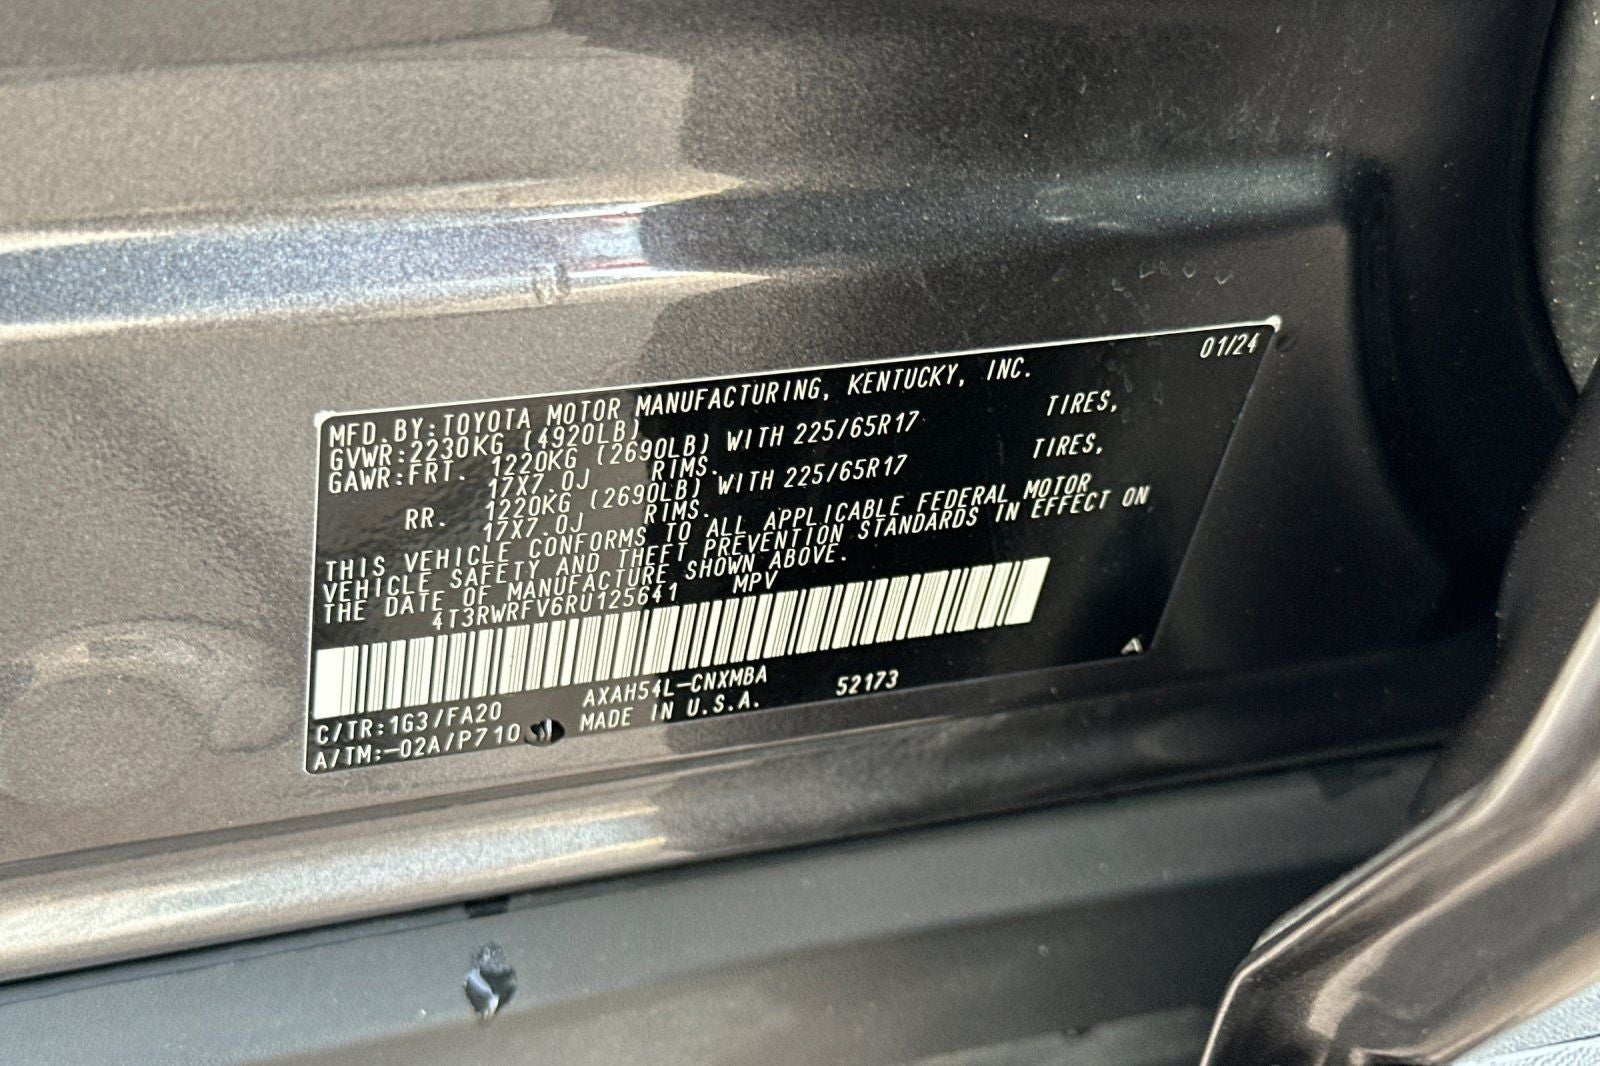 01/24
MFD.BY:TOYOTA MOTOR MANUFACTURING, KENTUCKY, INC.
GVWR:2230KG (4920LB)
GAWR:FRT. 1220KG (2690LB) WITH 225/65R17 TIRES,
17X7.0J RIMS.
RR. 1220KG (2690LB) WITH 225/65R17 TIRES,
17X7.0J RIMS.
THIS VEHICLE CONFORMS TO ALL APPLICABLE FEDERAL MOTOR
VEHICLE SAFETY AND THEFT PREVENTION STANDARDS IN EFFECT ON
THE DATE OF MANUFACTURE SHOWN ABOVE.
4T3RWRFV6RU125641 MPV
A
AXAH54L-CNXMBA 52173
C/TR:1G3/FA20 MADE IN U.S.A.
A/TM:-02A/P710